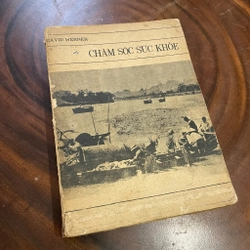 DAVID WERNER
CHĂM SÓC SỨC KHỎE